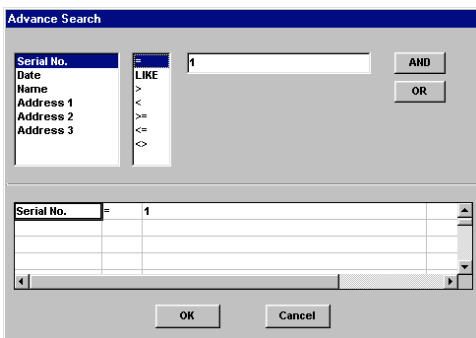 Advance Search
Serial No. = 1 AND
Date LIKE
Name > OR
Address 1 <
Address 2 >=
Address 3 <=
<>
Serial No. = 1
OK Cancel